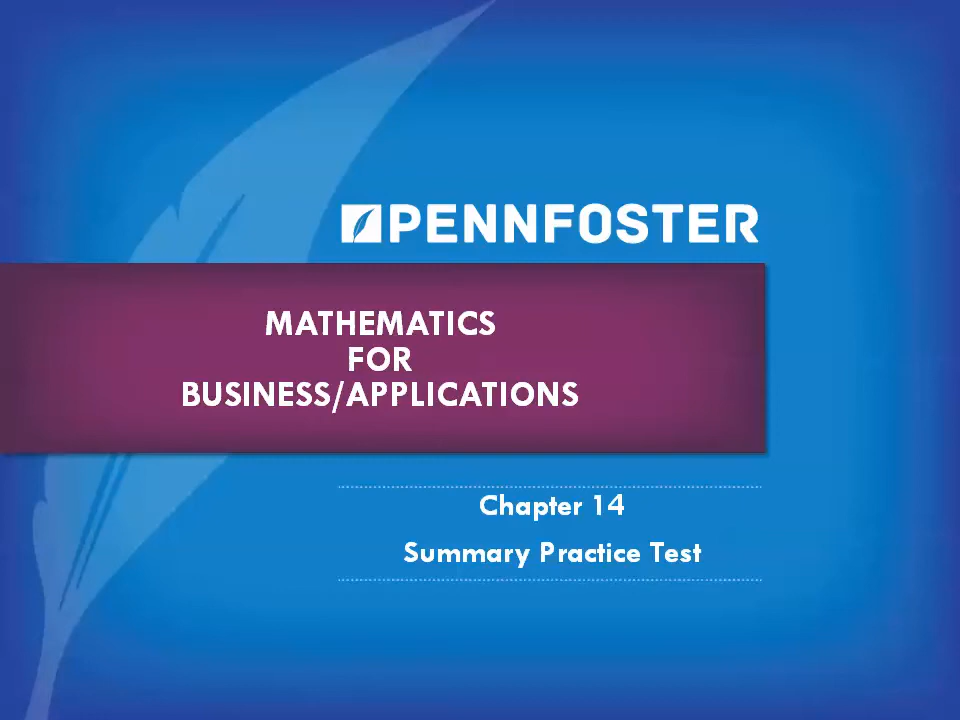 PENNFOSTER
MATHEMATICS
FOR
BUSINESS/APPLICATIONS
Chapter 14
Summary Practice Test